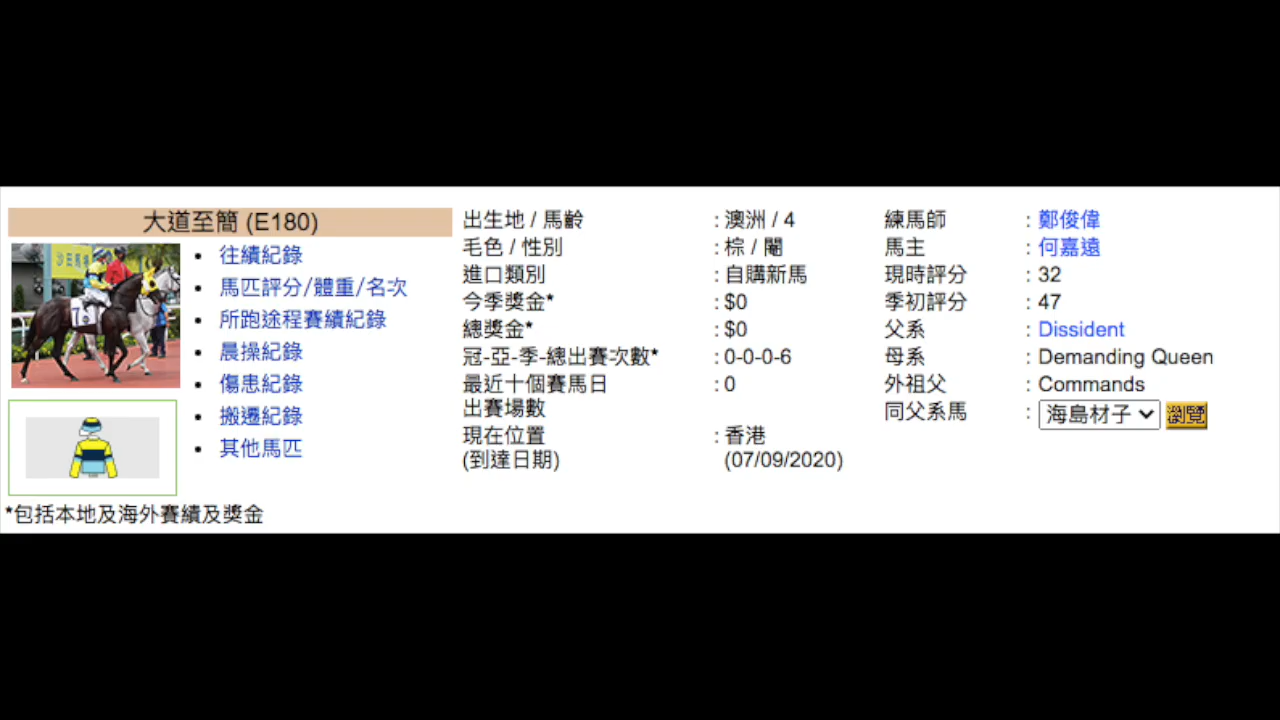 大道至簡 (E180)
沙田馬場
7
• 往績紀錄
• 馬匹評分/體重/名次
• 所跑途程賽績紀錄
• 晨操紀錄
• 傷患紀錄
• 搬遷紀錄
• 其他馬匹
出生地 / 馬齡 : 澳洲 / 4
毛色 / 性別 : 棕 / 閹
進口類別 : 自購新馬
今季獎金* : $0
總獎金* : $0
冠-亞-季-總出賽次數* : 0-0-0-6
最近十個賽馬日 : 0
出賽場數
現在位置 : 香港
(到達日期) (07/09/2020)
練馬師 : 鄭俊偉
馬主 : 何嘉遠
現時評分 : 32
季初評分 : 47
父系 : Dissident
母系 : Demanding Queen
外祖父 : Commands
同父系馬 : 海島材子 瀏覽
*包括本地及海外賽績及獎金